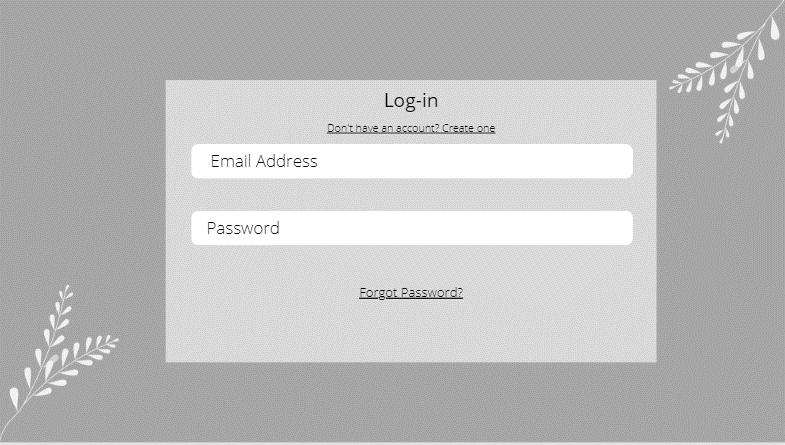 Log-in
Don't have an account? Create one
Email Address
Password
Forgot Password?